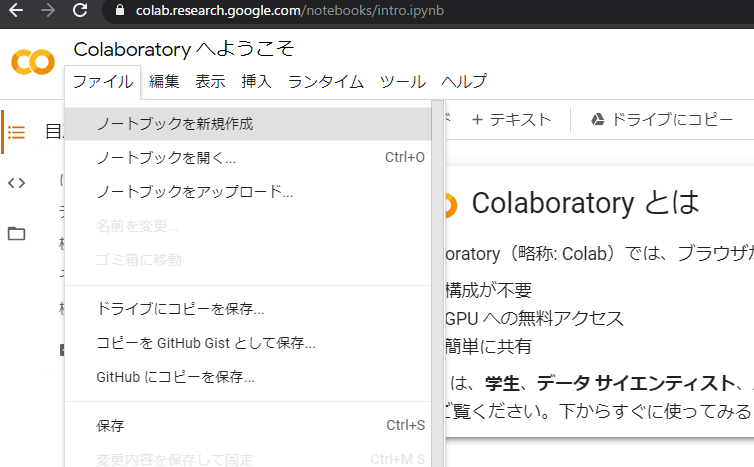 colab.research.google.com/notebooks/intro.ipynb
Colaboratory へようこそ
ファイル 編集 表示 挿入 ランタイム ツール ヘルプ
目
ノートブックを新規作成
+ テキスト ドライブにコピー
ノートブックを開く... Ctrl+O
ノートブックをアップロード...
名前を変更...
ゴミ箱に移動
ドライブにコピーを保存...
コピーを GitHub Gist として保存...
GitHub にコピーを保存...
保存 Ctrl+S
変更内容を保存して固定 Ctrl+M S
Colaboratory とは
oratory（略称: Colab）では、ブラウザ
構成が不要
GPU への無料アクセス
簡単に共有
は、学生、データ サイエンティスト、
ご覧ください。下からすぐに使ってみる